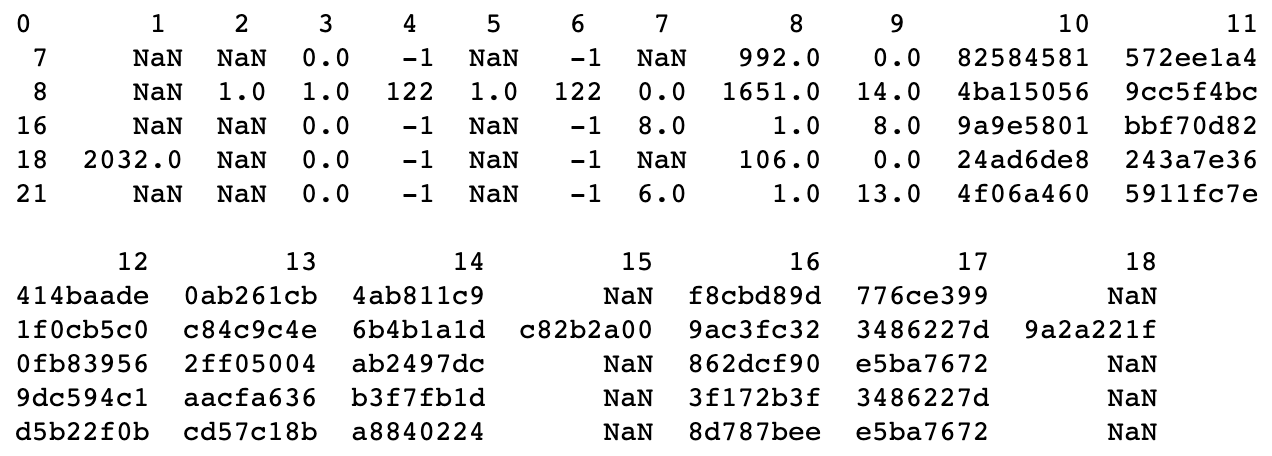 0 1 2 3 4 5 6 7 8 9 10 11
7 NaN NaN 0.0 -1 NaN -1 NaN 992.0 0.0 82584581 572ee1a4
8 NaN 1.0 1.0 122 1.0 122 0.0 1651.0 14.0 4ba15056 9cc5f4bc
16 NaN NaN 0.0 -1 NaN -1 8.0 1.0 8.0 9a9e5801 bbf70d82
18 2032.0 NaN 0.0 -1 NaN -1 NaN 106.0 0.0 24ad6de8 243a7e36
21 NaN NaN 0.0 -1 NaN -1 6.0 1.0 13.0 4f06a460 5911fc7e
12 13 14 15 16 17 18
414baade 0ab261cb 4ab811c9 NaN f8cbd89d 776ce399 NaN
1f0cb5c0 c84c9c4e 6b4b1a1d c82b2a00 9ac3fc32 3486227d 9a2a221f
0fb83956 2ff05004 ab2497dc NaN 862dcf90 e5ba7672 NaN
9dc594c1 aacfa636 b3f7fb1d NaN 3f172b3f 3486227d NaN
d5b22f0b cd57c18b a8840224 NaN 8d787bee e5ba7672 NaN